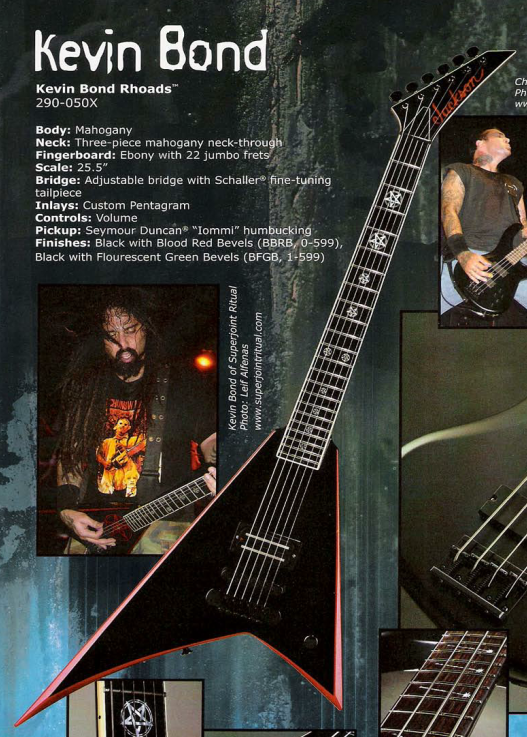 Kevin Bond
Kevin Bond Rhoads™
290-050X
Body: Mahogany
Neck: Three-piece mahogany neck-through
Fingerboard: Ebony with 22 jumbo frets
Scale: 25.5"
Bridge: Adjustable bridge with Schaller® fine-tuning
tailpiece
Inlays: Custom Pentagram
Controls: Volume
Pickup: Seymour Duncan® "Iommi" humbucking
Finishes: Black with Blood Red Bevels (BBRB, 0-599),
Black with Flourescent Green Bevels (BFGB, 1-599)
Jackson
Kevin Bond of Superjoint Ritual
Photo: Leif Alfenas
www.superjointritual.com